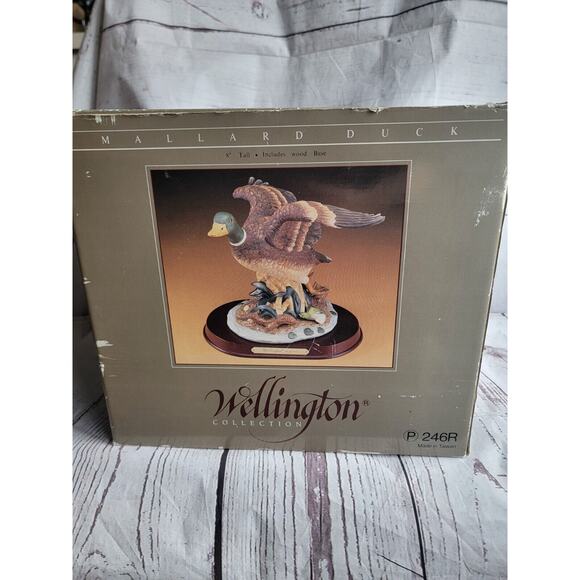 MALLARD DUCK
8" Tall • Includes wood Base
Wellington®
COLLECTION
Ⓟ 246R
Made in Taiwan